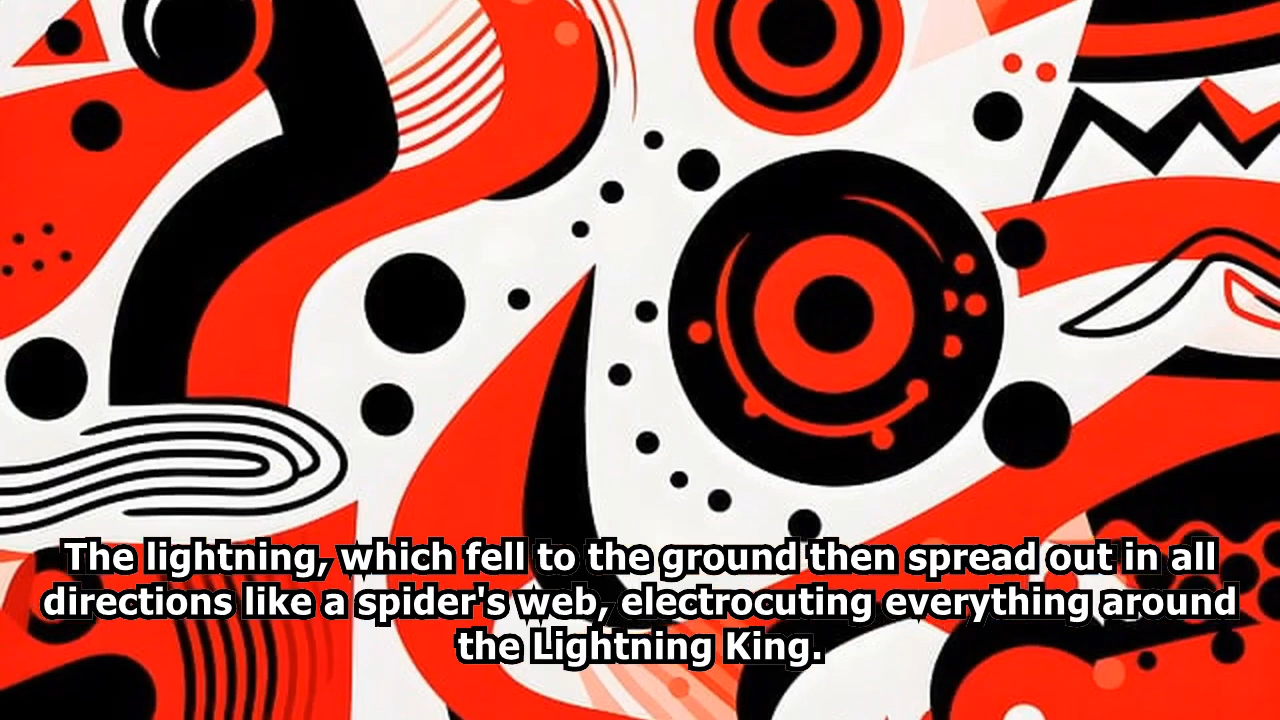 The lightning, which fell to the ground then spread out in all
directions like a spider's web, electrocuting everything around
the Lightning King.